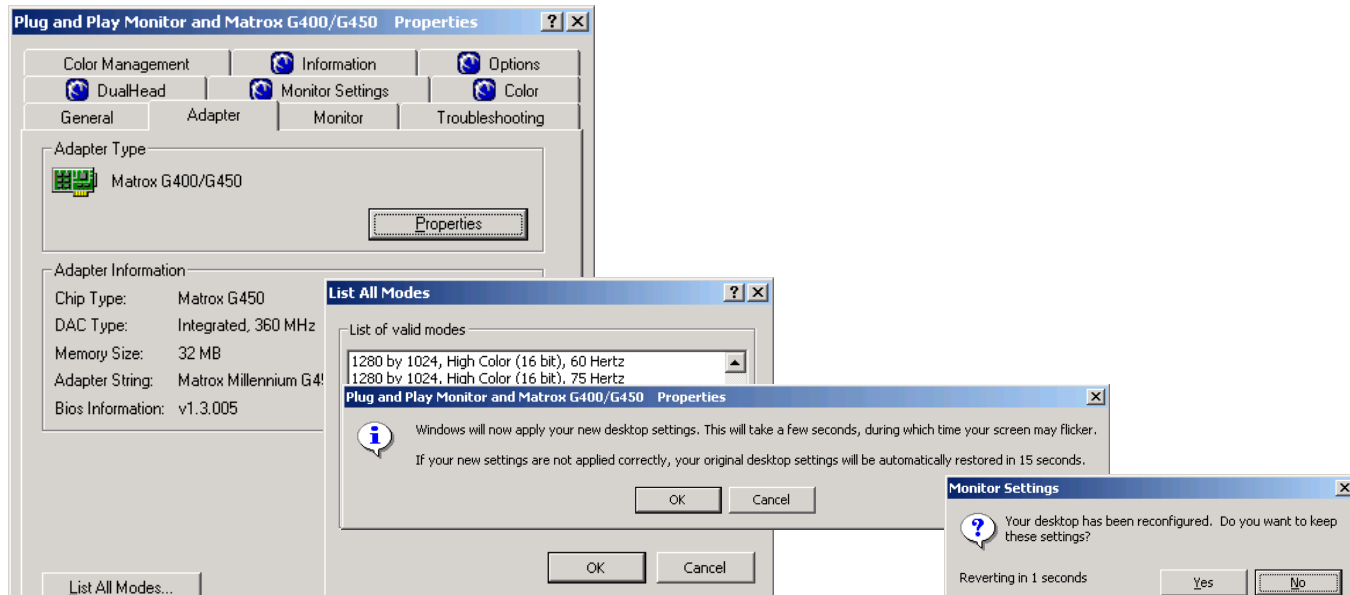 Plug and Play Monitor and Matrox G400/G450 Properties
Color Management Information Options
DualHead Monitor Settings Color
General Adapter Monitor Troubleshooting
Adapter Type
Matrox G400/G450
Properties
Adapter Information
Chip Type: Matrox G450
DAC Type: Integrated, 360 MHz
Memory Size: 32 MB
Adapter String: Matrox Millennium
Bios Information: v1.3.005
List All Modes...
List All Modes
List of valid modes
1280 by 1024, High Color (16 bit), 60 Hertz
1280 by 1024, High Color (16 bit), 75 Hertz
OK Cancel
Plug and Play Monitor and Matrox G400/G450 Properties
Windows will now apply your new desktop settings. This will take a few seconds, during which time your screen may flicker.
If your new settings are not applied correctly, your original desktop settings will be automatically restored in 15 seconds.
OK Cancel
Monitor Settings
Your desktop has been reconfigured. Do you want to keep
these settings?
Reverting in 1 seconds
Yes No